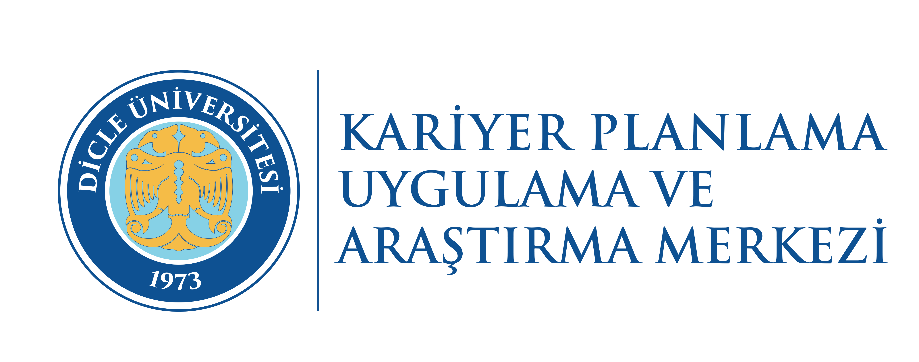 DİCLE ÜNİVERSİTESİ
1973
KARİYER PLANLAMA
UYGULAMA VE
ARAŞTIRMA MERKEZİ